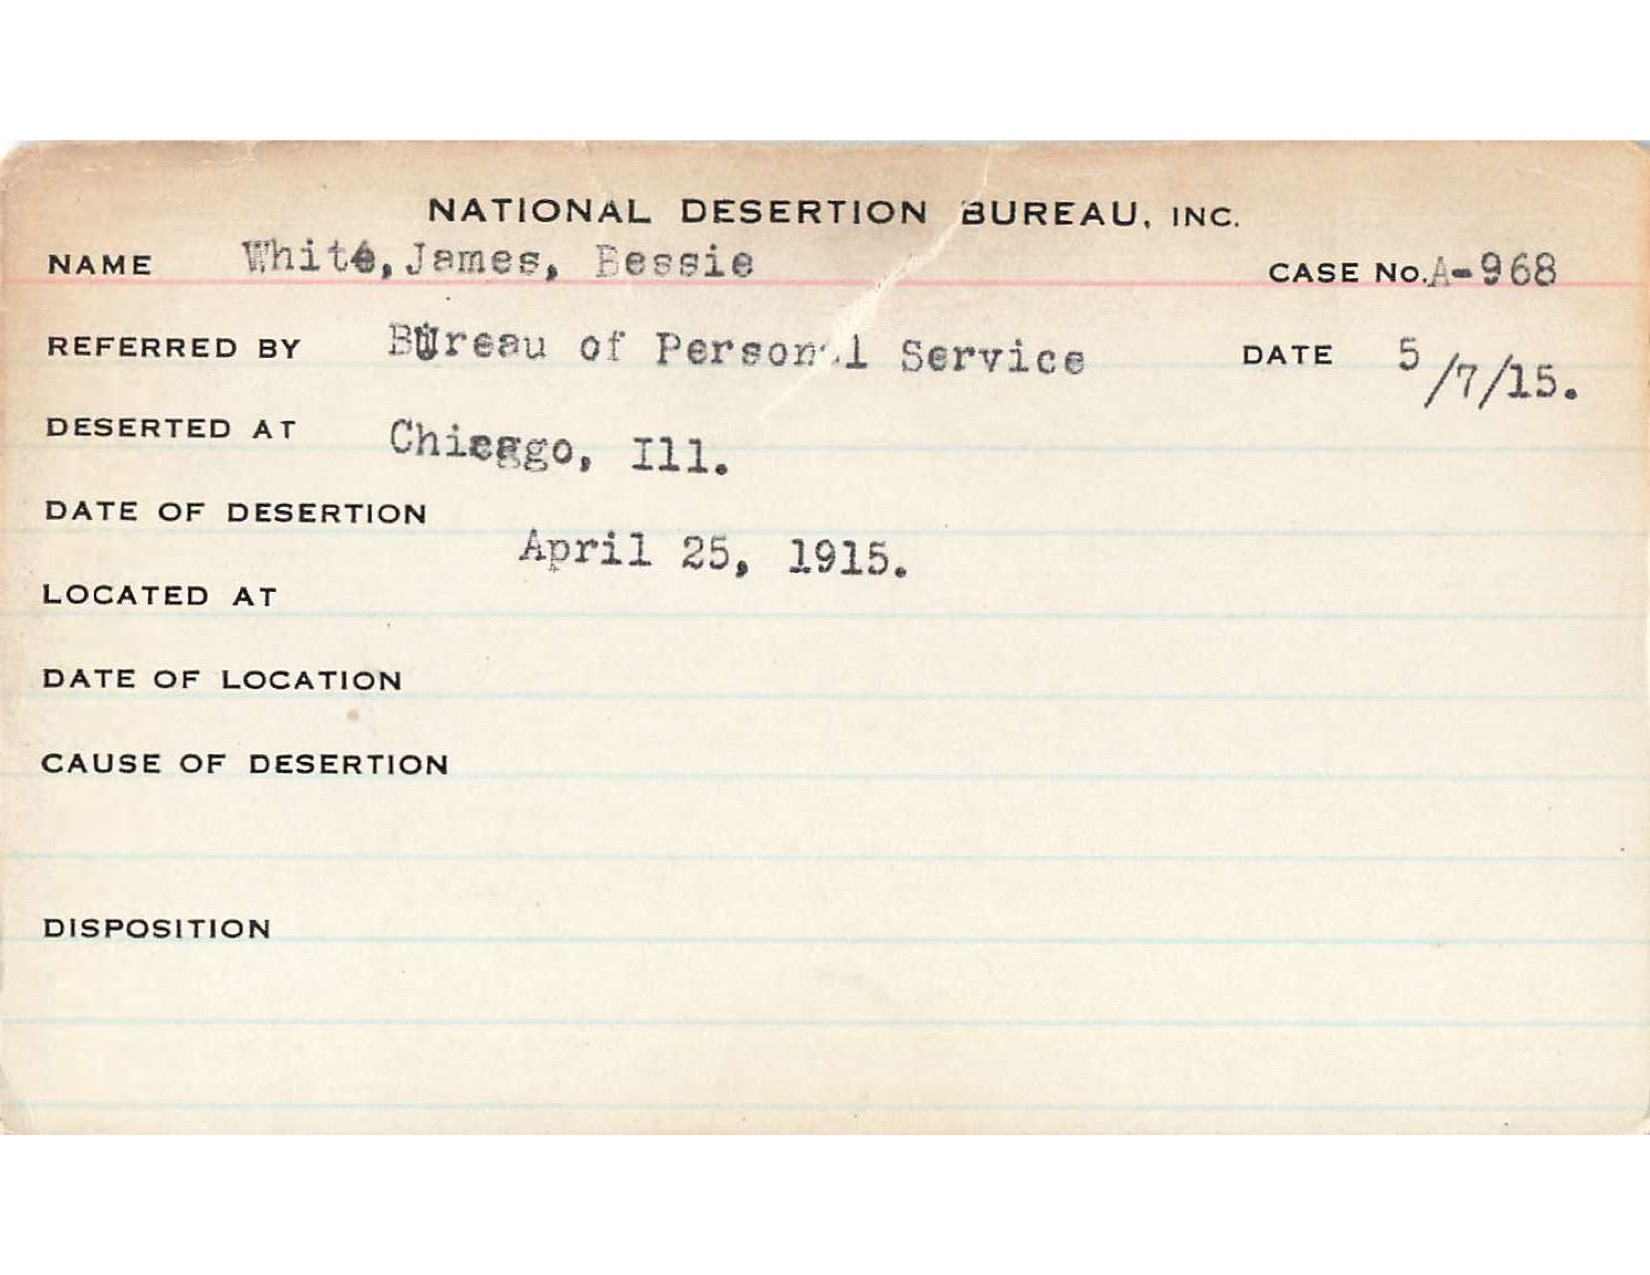 NATIONAL DESERTION BUREAU, INC.
NAME White, James, Bessie CASE No. A-968
REFERRED BY Bureau of Personal Service DATE 5/7/15.
DESERTED AT Chicago, Ill.
DATE OF DESERTION
April 25, 1915.
LOCATED AT
DATE OF LOCATION
CAUSE OF DESERTION
DISPOSITION